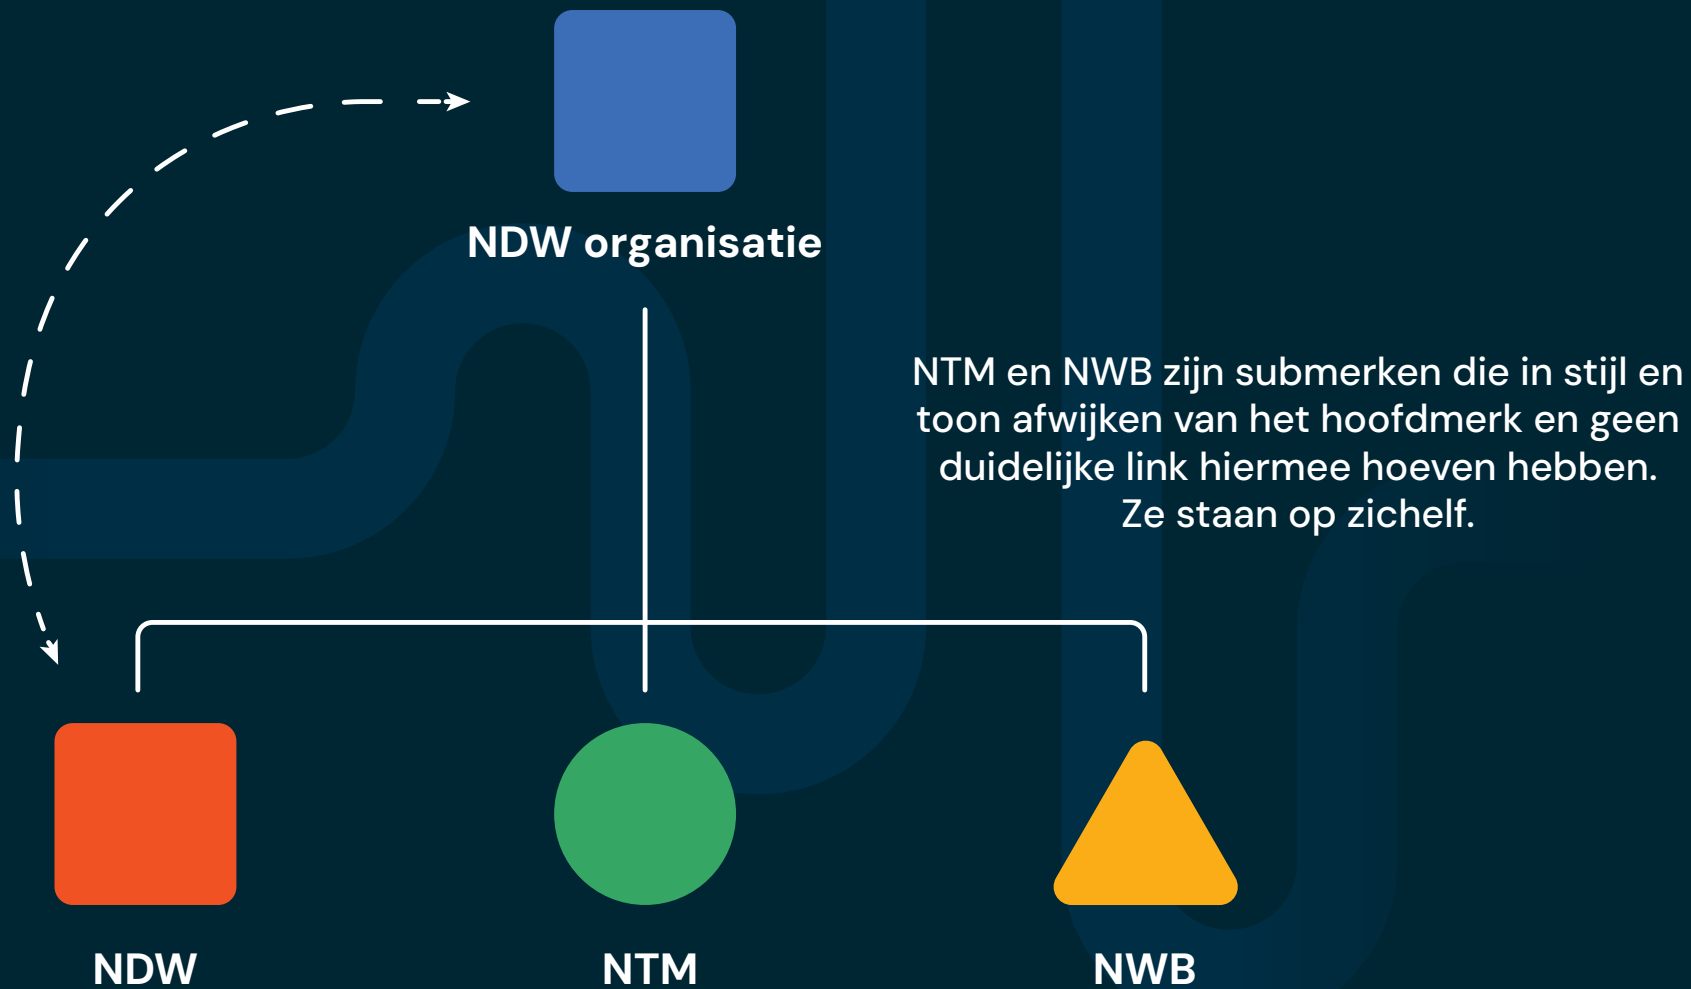 NDW organisatie
NTM en NWB zijn submerken die in stijl en
toon afwijken van het hoofdmerk en geen
duidelijke link hiermee hoeven hebben.
Ze staan op zichelf.
NDW
NTM
NWB